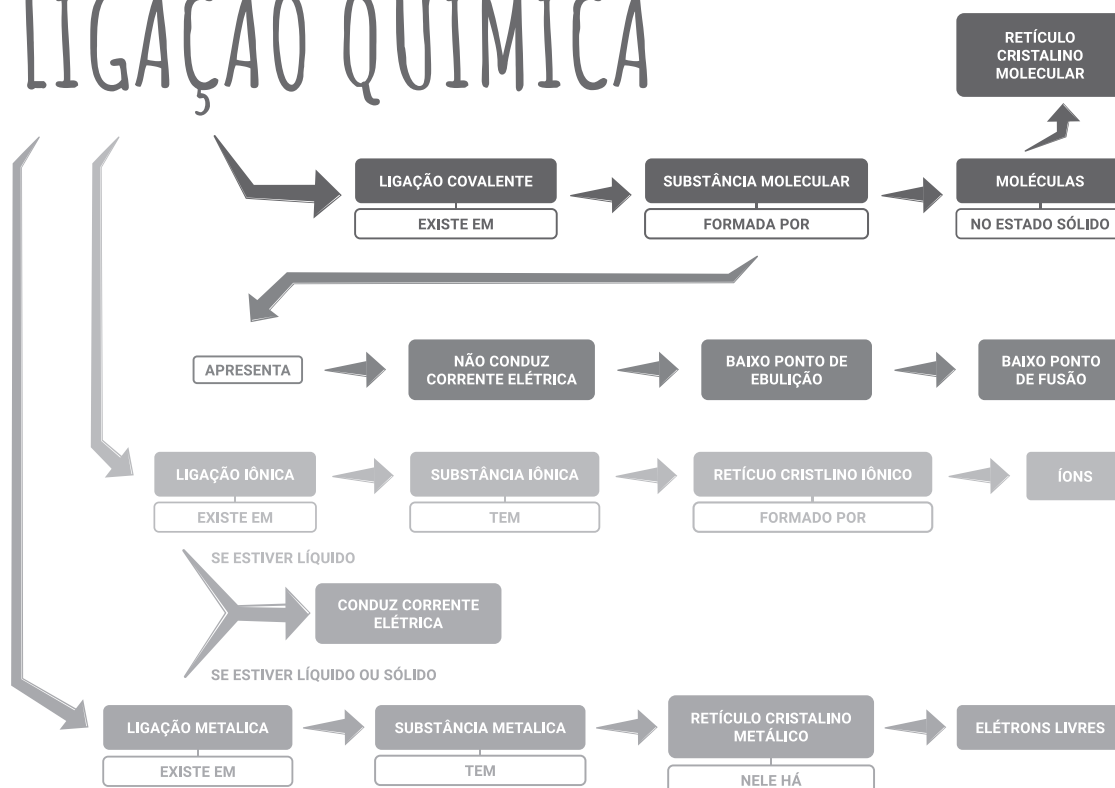 LIGAÇÃO QUÍMICA
RETÍCULO
CRISTALINO
MOLECULAR
LIGAÇÃO COVALENTE
EXISTE EM
SUBSTÂNCIA MOLECULAR
FORMADA POR
MOLÉCULAS
NO ESTADO SÓLIDO
APRESENTA
NÃO CONDUZ
CORRENTE ELÉTRICA
BAIXO PONTO DE
EBULIÇÃO
BAIXO PONTO
DE FUSÃO
LIGAÇÃO IÔNICA
EXISTE EM
SUBSTÂNCIA IÔNICA
TEM
RETÍCUO CRISTLINO IÔNICO
FORMADO POR
ÍONS
SE ESTIVER LÍQUIDO
CONDUZ CORRENTE
ELÉTRICA
SE ESTIVER LÍQUIDO OU SÓLIDO
LIGAÇÃO METALICA
EXISTE EM
SUBSTÂNCIA METALICA
TEM
RETÍCULO CRISTALINO
METÁLICO
NELE HÁ
ELÉTRONS LIVRES